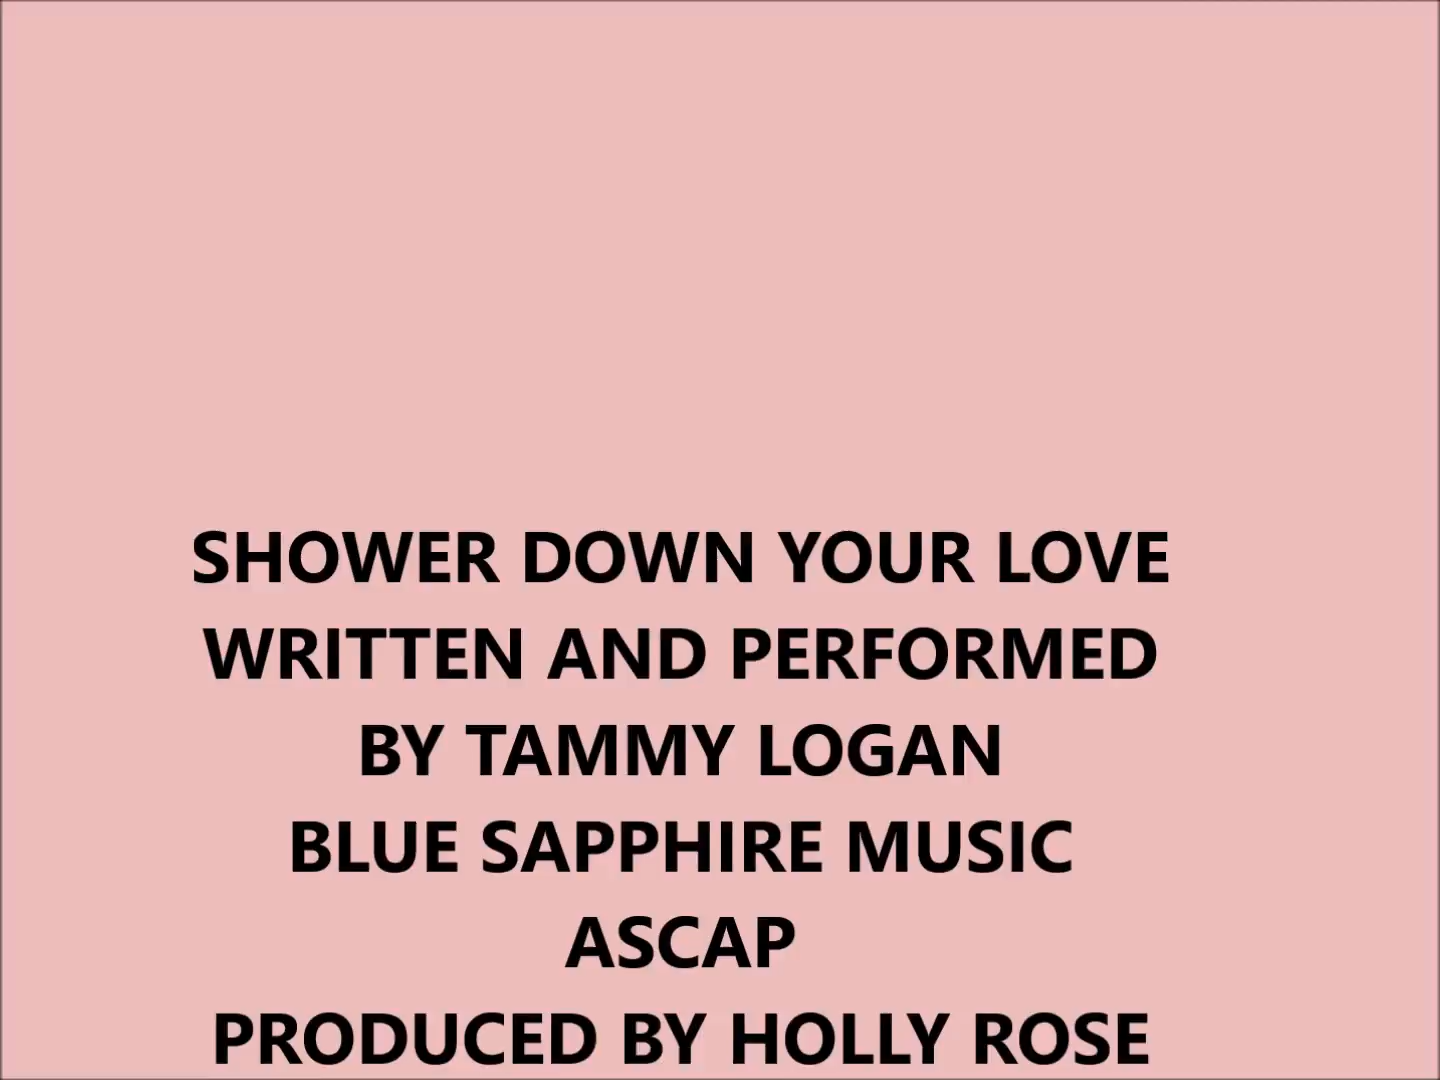 SHOWER DOWN YOUR LOVE
WRITTEN AND PERFORMED
BY TAMMY LOGAN
BLUE SAPPHIRE MUSIC
ASCAP
PRODUCED BY HOLLY ROSE